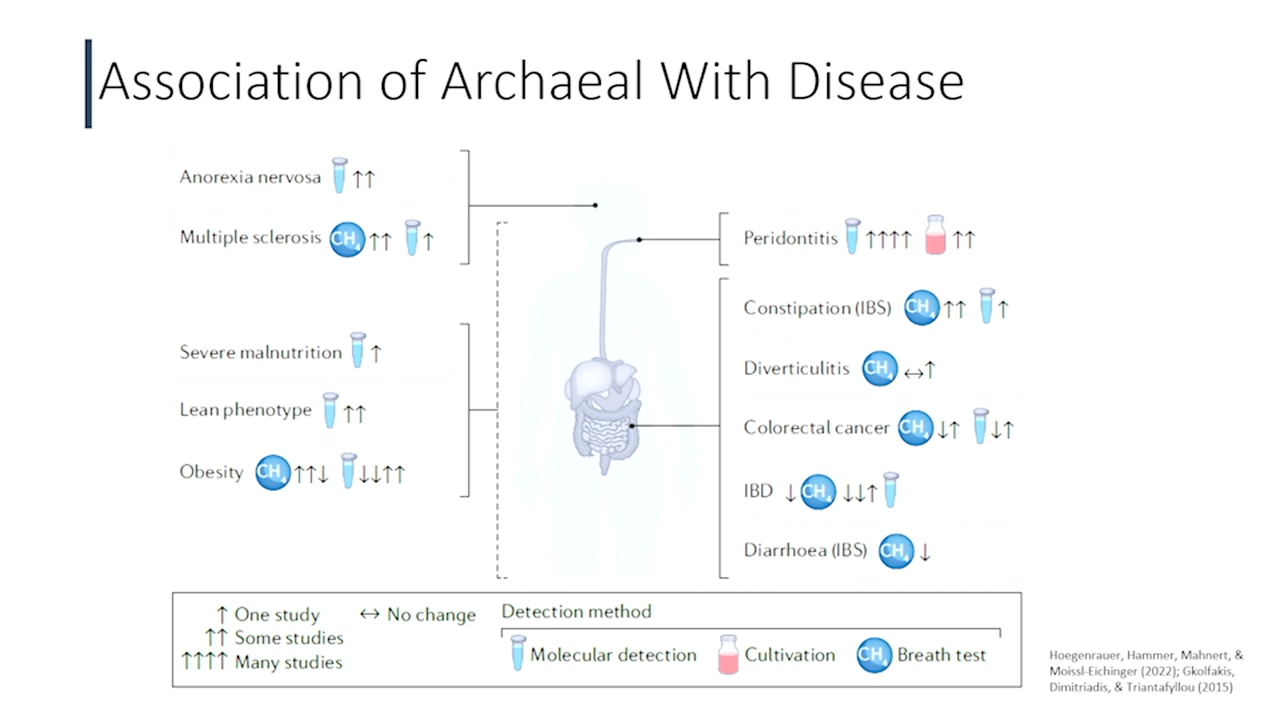 Association of Archaeal With Disease
Anorexia nervosa ↑↑
Multiple sclerosis CH4 ↑↑ ↑
Severe malnutrition ↑
Lean phenotype ↑↑
Obesity CH4 ↑↑↓ ↓↓↑↑
Peridontitis ↑↑↑↑ ↑↑
Constipation (IBS) CH4 ↑↑ ↑
Diverticulitis CH4 ↔↑
Colorectal cancer CH4 ↓↑ ↓↑
IBD ↓ CH4 ↓↓↑
Diarrhoea (IBS) CH4 ↓
↑ One study ↔ No change
↑↑ Some studies
↑↑↑↑ Many studies
Detection method
Molecular detection Cultivation CH4 Breath test
Hoegenrauer, Hammer, Mahnert, &
Moissl-Eichinger (2022); Gkolfakis,
Dimitriadis, & Triantafyllou (2015)